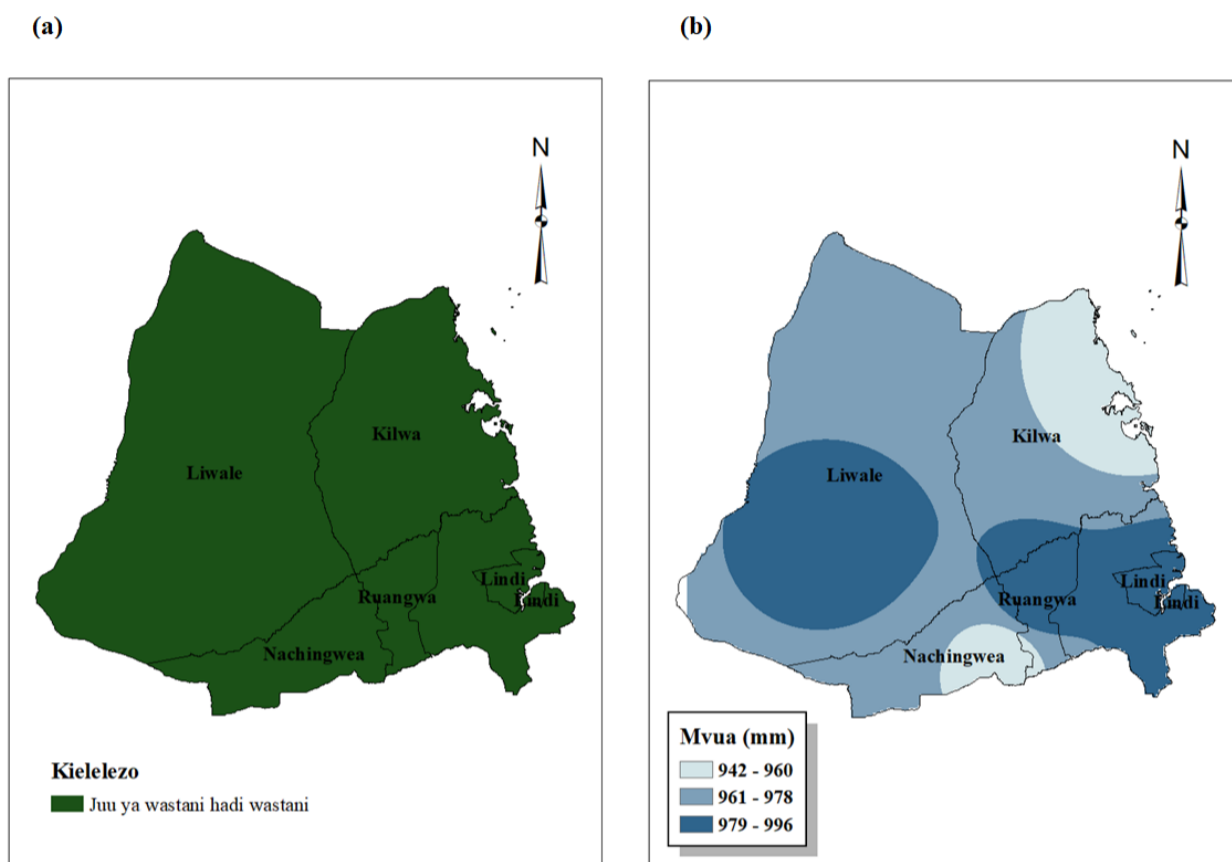 (a)
N
Kilwa
Liwale
Lindi
Ruangwa
Lindi
Nachingwea
Kielelezo
Juu ya wastani hadi wastani
(b)
N
Kilwa
Liwale
Lindi
Ruangwa
Lindi
Nachingwea
Mvua (mm)
942 - 960
961 - 978
979 - 996